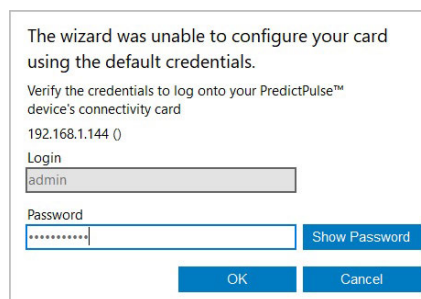 The wizard was unable to configure your card
using the default credentials.
Verify the credentials to log onto your PredictPulse™
device's connectivity card
192.168.1.144 ()
Login
admin
Password
•••••••••••
Show Password
OK
Cancel